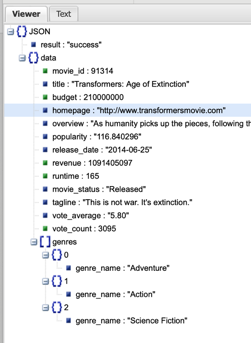 Viewer Text
JSON
result : "success"
data
movie_id : 91314
title : "Transformers: Age of Extinction"
budget : 210000000
homepage : "http://www.transformersmovie.com"
overview : "As humanity picks up the pieces, following th
popularity : "116.840296"
release_date : "2014-06-25"
revenue : 1091405097
runtime : 165
movie_status : "Released"
tagline : "This is not war. It's extinction."
vote_average : "5.80"
vote_count : 3095
genres
0
genre_name : "Adventure"
1
genre_name : "Action"
2
genre_name : "Science Fiction"